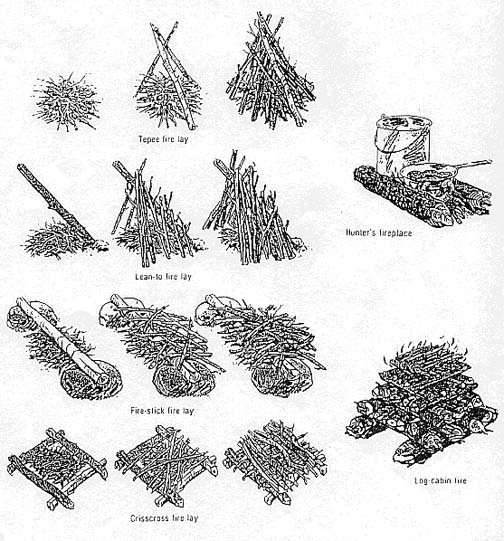 Tepee fire lay
Hunter's fireplace
Lean-to fire lay
Fire-stick fire lay
Log-cabin fire
Crisscross fire lay